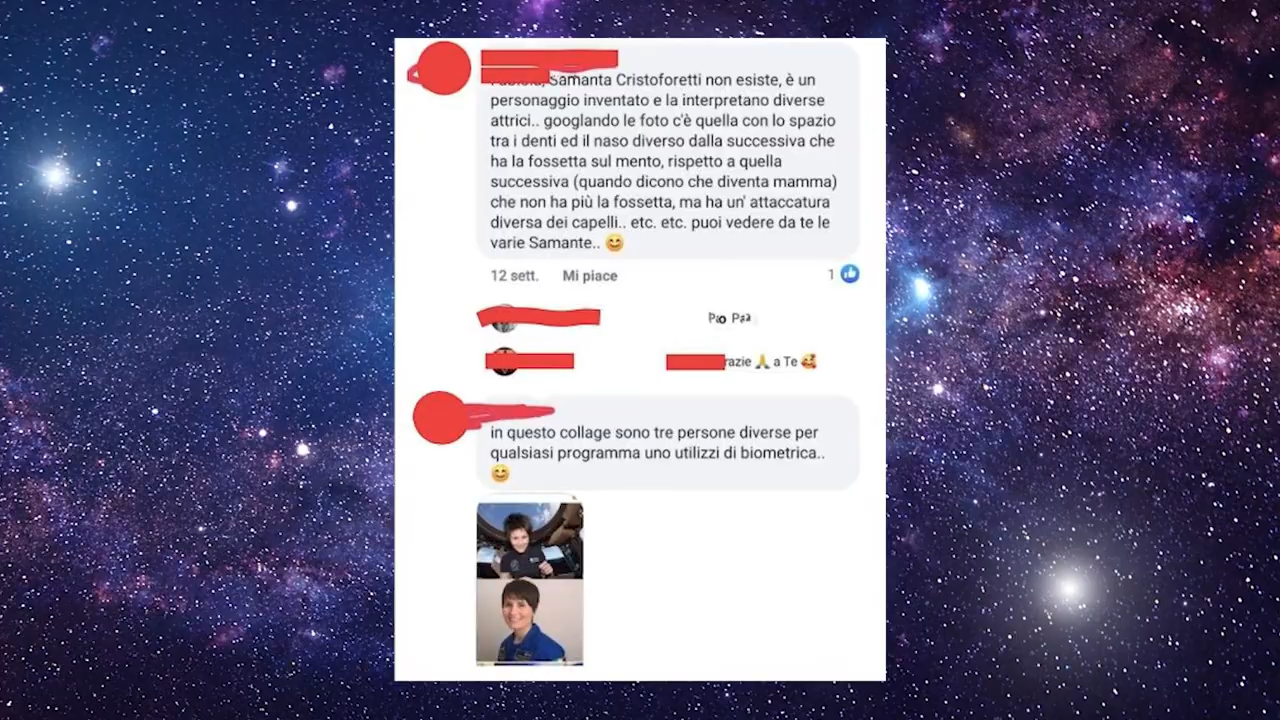 Samanta Cristoforetti non esiste, è un
personaggio inventato e la interpretano diverse
attrici.. googlando le foto c'è quella con lo spazio
tra i denti ed il naso diverso dalla successiva che
ha la fossetta sul mento, rispetto a quella
successiva (quando dicono che diventa mamma)
che non ha più la fossetta, ma ha un' attaccatura
diversa dei capelli.. etc. etc. puoi vedere da te le
varie Samante.. 😊
12 sett. Mi piace 1
razie 🙏 a Te 🥰
in questo collage sono tre persone diverse per
qualsiasi programma uno utilizzi di biometrica..
😊